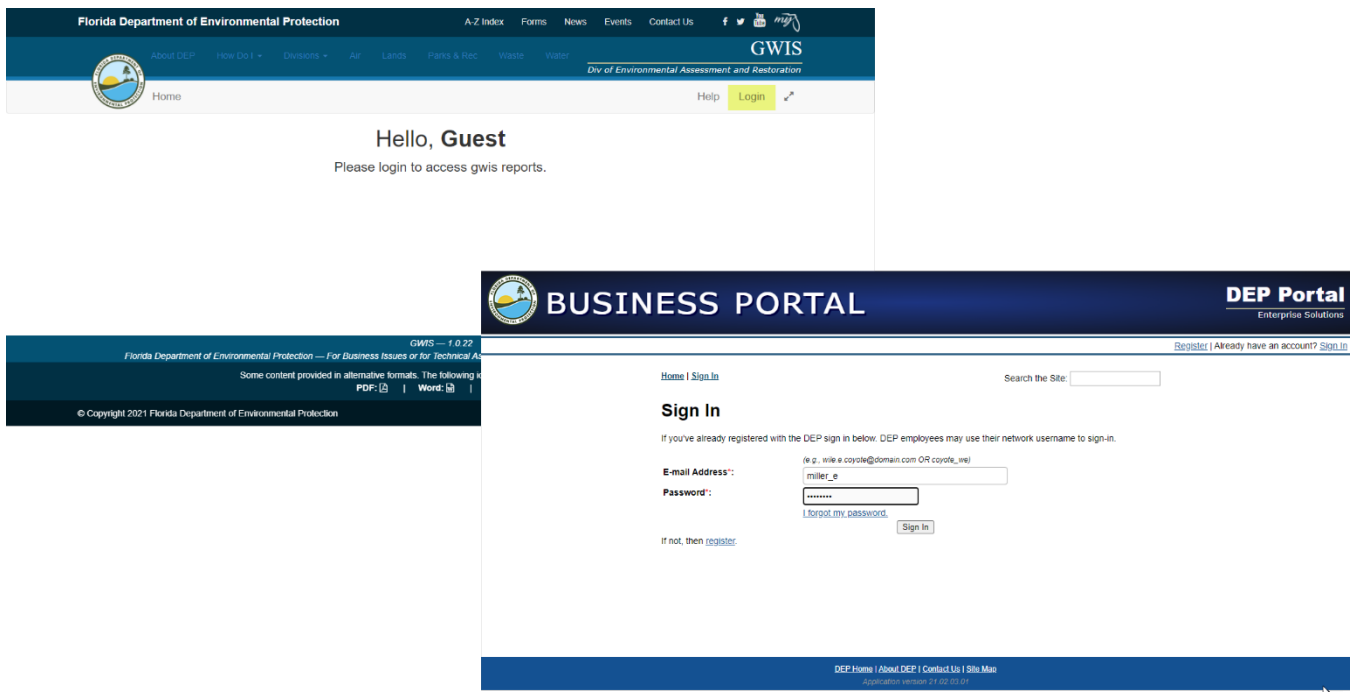 Florida Department of Environmental Protection
A-Z Index Forms News Events Contact Us
About DEP How Do I Divisions Air Lands Parks & Rec Waste Water
GWIS
Div of Environmental Assessment and Restoration
Home
Help Login
Hello, Guest
Please login to access gwis reports.
GWIS — 1.0.22
Florida Department of Environmental Protection — For Business Issues or for Technical As
Some content provided in alternative formats. The following ic
PDF: | Word: |
© Copyright 2021 Florida Department of Environmental Protection
BUSINESS PORTAL
DEP Portal
Enterprise Solutions
Register | Already have an account? Sign In
Home | Sign In
Search the Site:
Sign In
If you've already registered with the DEP sign in below. DEP employees may use their network username to sign-in.
(e.g., wile.e.coyote@domain.com OR coyote_we)
E-mail Address*:
miller_e
Password*:
••••••••
I forgot my password.
Sign In
If not, then register.
DEP Home | About DEP | Contact Us | Site Map
Application version 21.02.03.01